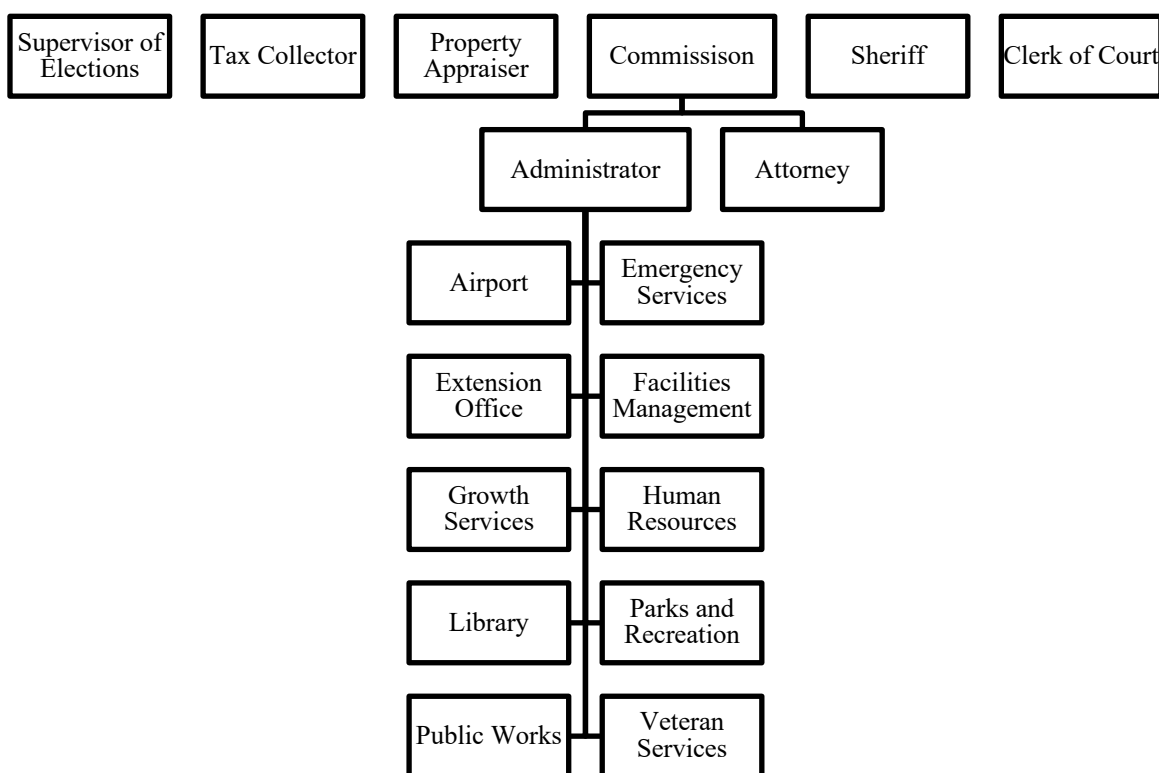 Supervisor of
Elections
Tax Collector
Property
Appraiser
Commissison
Sheriff
Clerk of Court
Administrator
Attorney
Airport
Emergency
Services
Extension
Office
Facilities
Management
Growth
Services
Human
Resources
Library
Parks and
Recreation
Public Works
Veteran
Services